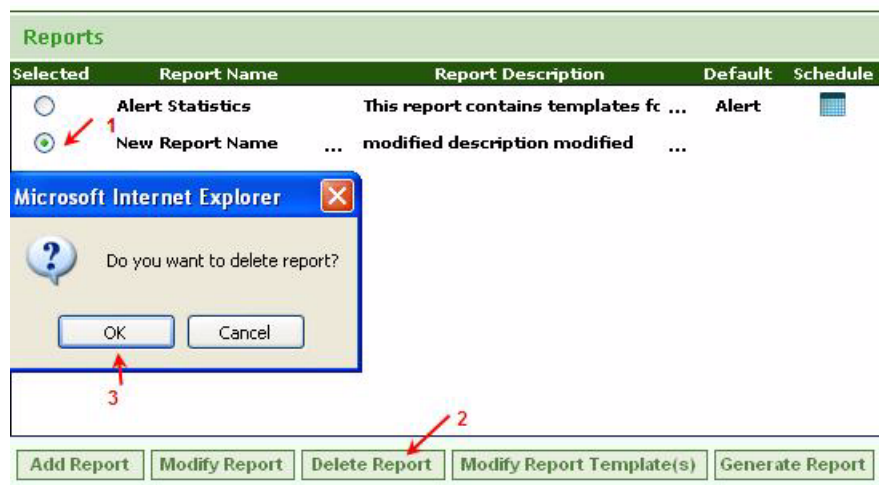 Reports
Selected Report Name Report Description Default Schedule
Alert Statistics This report contains templates fc ... Alert
1
New Report Name ... modified description modified ...
Microsoft Internet Explorer
?
Do you want to delete report?
OK Cancel
3
2
Add Report Modify Report Delete Report Modify Report Template(s) Generate Report